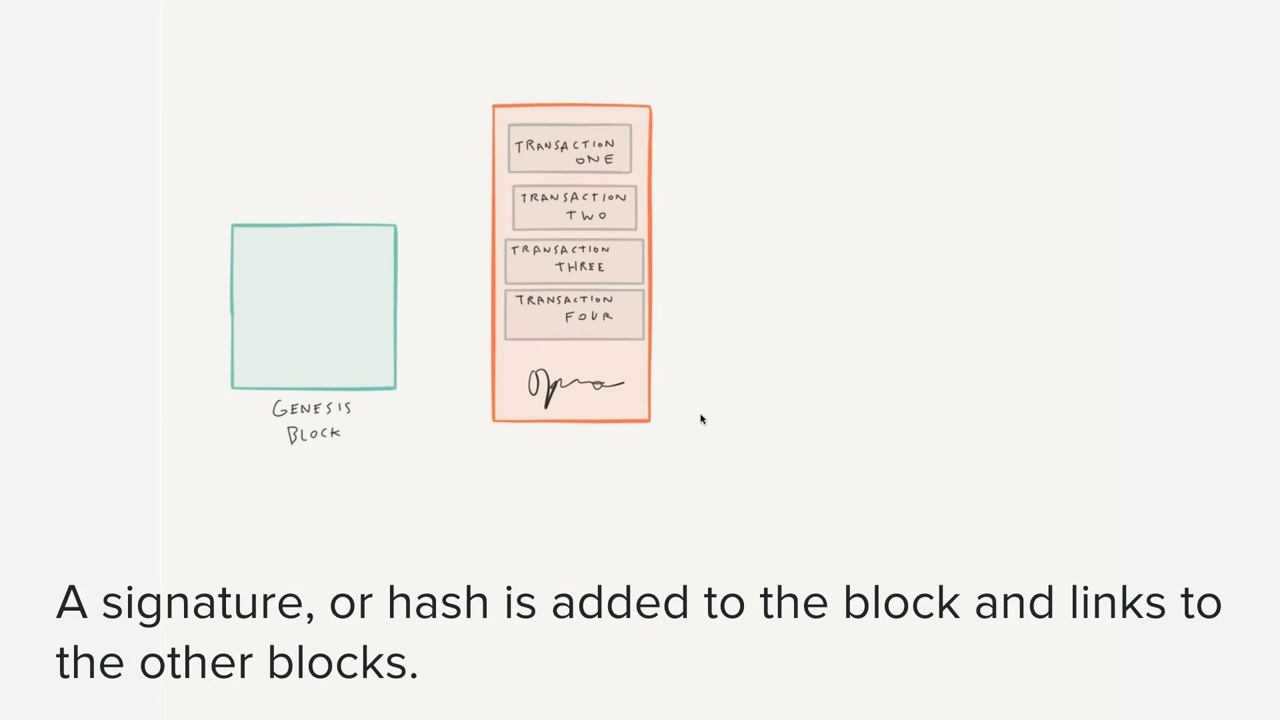 TRANSACTION
ONE
TRANSACTION
TWO
TRANSACTION
THREE
TRANSACTION
FOUR
GENESIS
BLOCK
A signature, or hash is added to the block and links to
the other blocks.